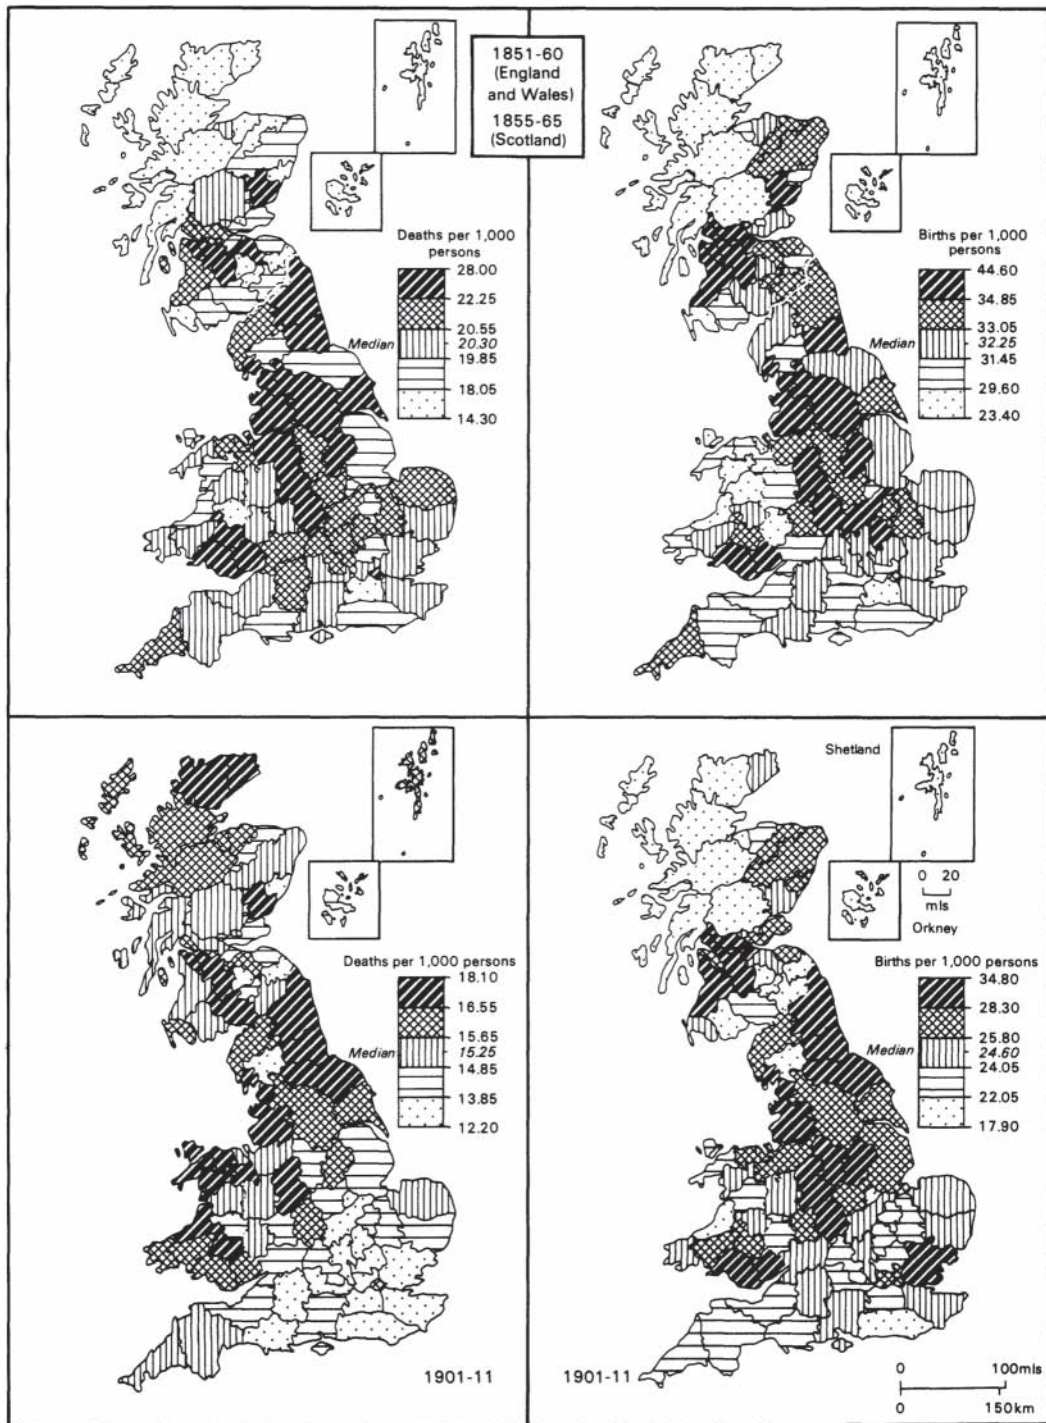 1851-60
(England
and Wales)
1855-65
(Scotland)
Deaths per 1,000
persons
28.00
22.25
20.55
Median 20.30
19.85
18.05
14.30
Births per 1,000
persons
44.60
34.85
33.05
Median 32.25
31.45
29.60
23.40
Deaths per 1,000 persons
18.10
16.55
15.65
Median 15.25
14.85
13.85
12.20
1901-11
Shetland
0 20
mls
Orkney
Births per 1,000 persons
34.80
28.30
25.80
Median 24.60
24.05
22.05
17.90
1901-11
0 100mls
0 150km